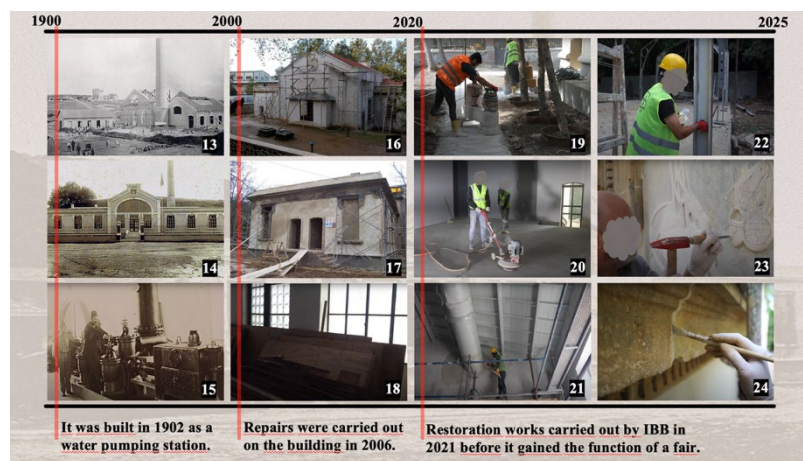 1900 2000 2020 2025
13 16 19 22
14 17 20 23
15 18 21 24
It was built in 1902 as a
water pumping station.
Repairs were carried out
on the building in 2006.
Restoration works carried out by IBB in
2021 before it gained the function of a fair.